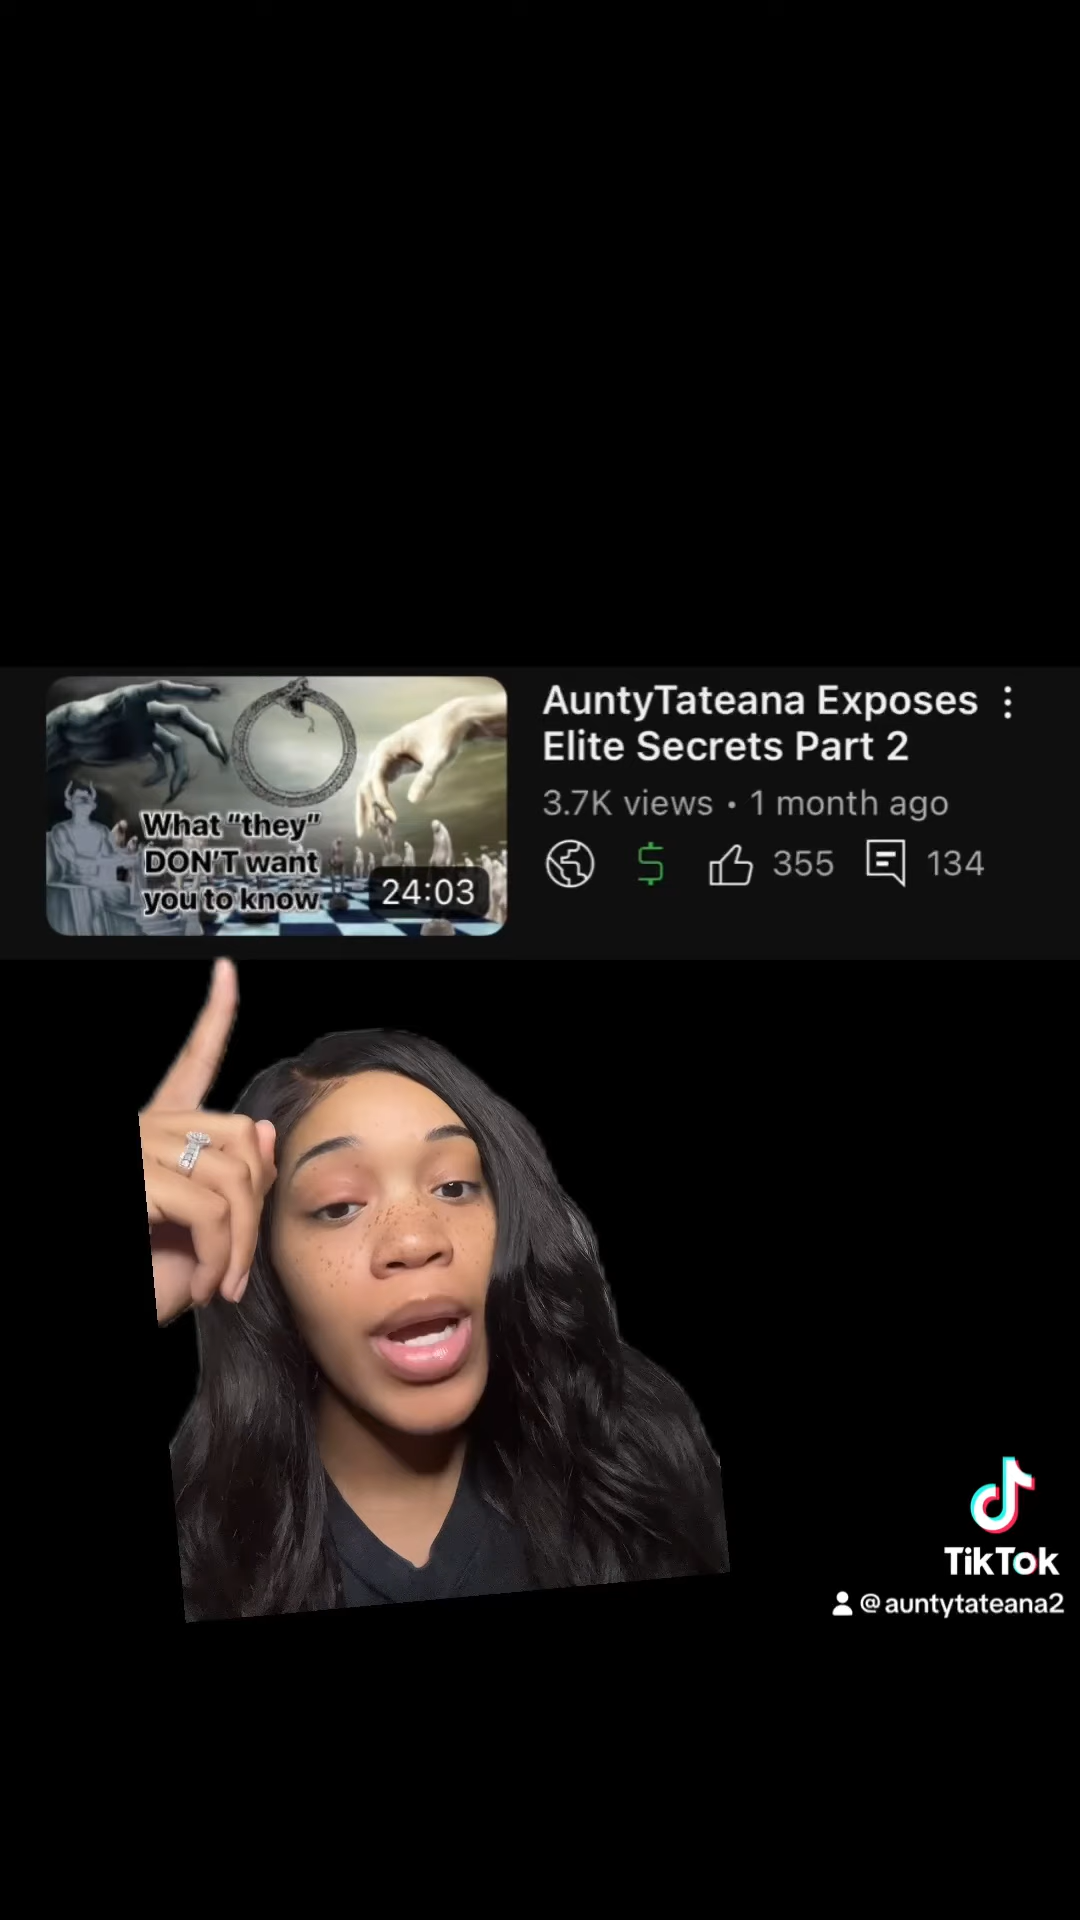 AuntyTateana Exposes
Elite Secrets Part 2
3.7K views • 1 month ago
355 134
What “they”
DON'T want
you to know.
24:03
TikTok
@auntytateana2